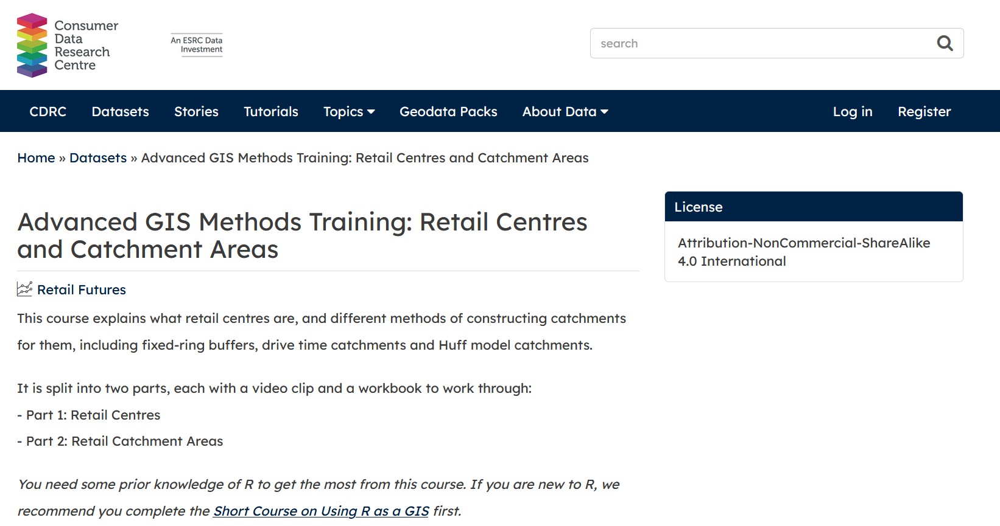 Consumer
Data
Research
Centre
An ESRC Data
Investment
search
CDRC Datasets Stories Tutorials Topics Geodata Packs About Data Log in Register
Home » Datasets » Advanced GIS Methods Training: Retail Centres and Catchment Areas
Advanced GIS Methods Training: Retail Centres
and Catchment Areas
Retail Futures
This course explains what retail centres are, and different methods of constructing catchments
for them, including fixed-ring buffers, drive time catchments and Huff model catchments.
It is split into two parts, each with a video clip and a workbook to work through:
- Part 1: Retail Centres
- Part 2: Retail Catchment Areas
You need some prior knowledge of R to get the most from this course. If you are new to R, we
recommend you complete the Short Course on Using R as a GIS first.
License
Attribution-NonCommercial-ShareAlike
4.0 International